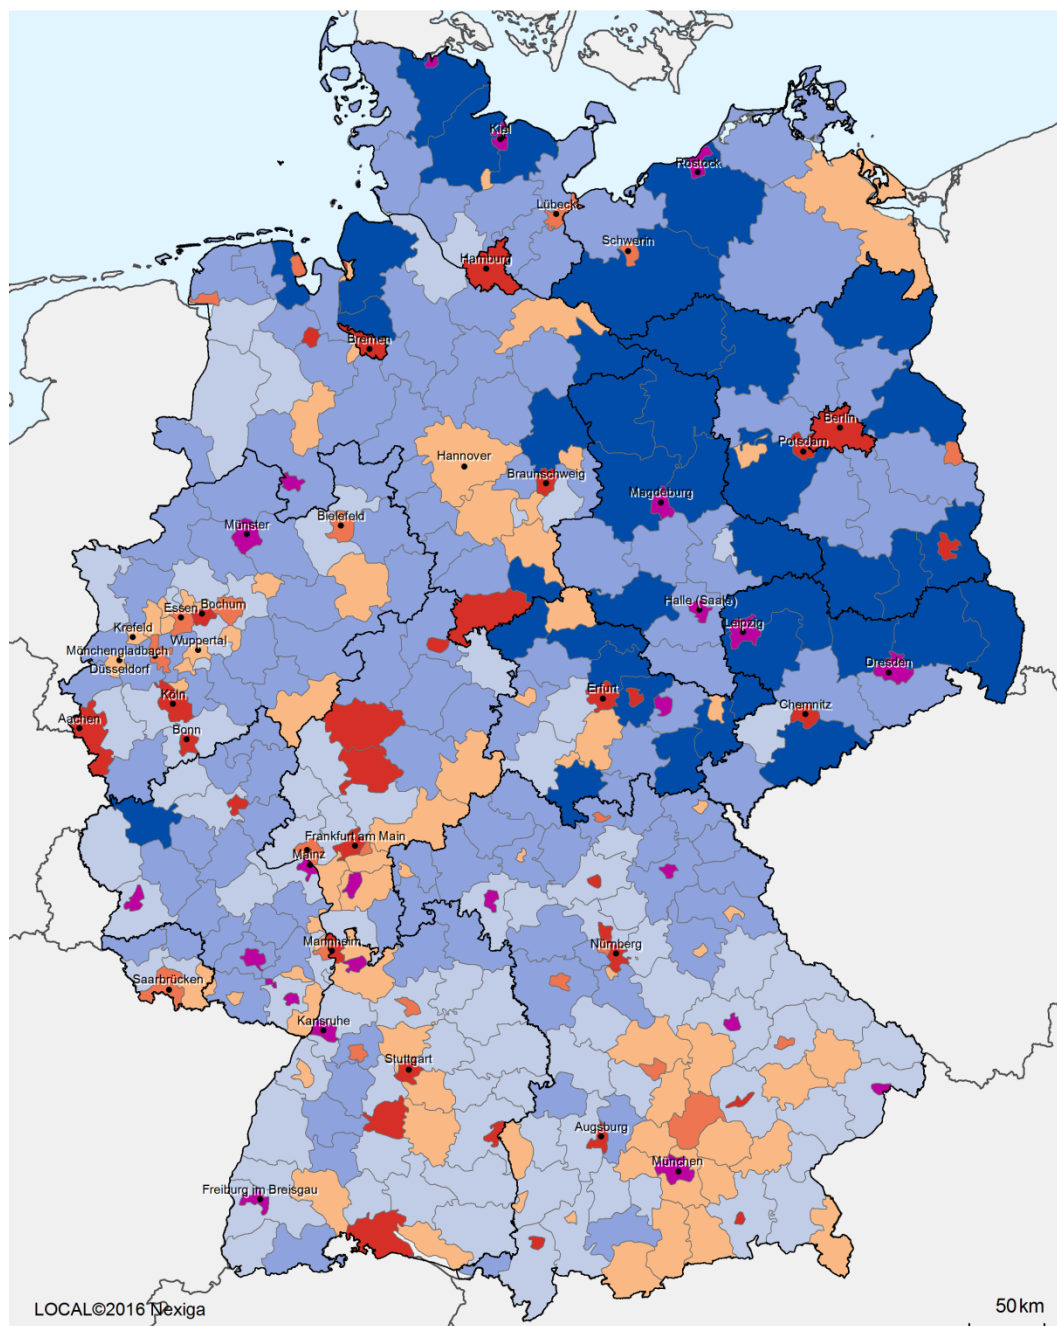 Kiel
Rostock
Lübeck
Schwerin
Hamburg
Bremen
Berlin
Potsdam
Hannover
Braunschweig
Magdeburg
Bielefeld
Münster
Essen
Bochum
Halle (Saale)
Leipzig
Krefeld
Wuppertal
Mönchengladbach
Düsseldorf
Dresden
Köln
Erfurt
Chemnitz
Aachen
Bonn
Frankfurt am Main
Mainz
Mannheim
Nürnberg
Saarbrücken
Karlsruhe
Stuttgart
Augsburg
München
Freiburg im Breisgau
LOCAL©2016 Nexiga
50 km